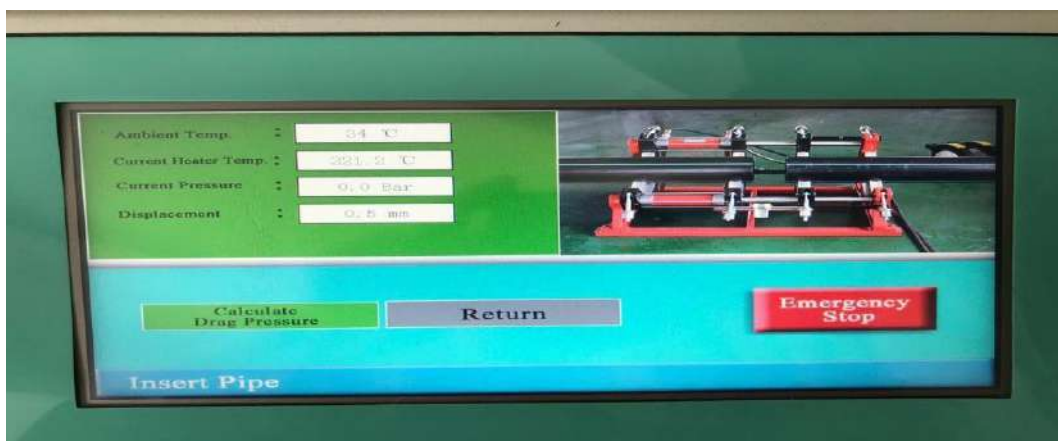 Ambient Temp. : 34 ℃
Current Heater Temp. : 221.2 ℃
Current Pressure : 0.0 Bar
Displacement : 0.5 mm
Calculate
Drag Pressure
Return
Emergency
Stop
Insert Pipe